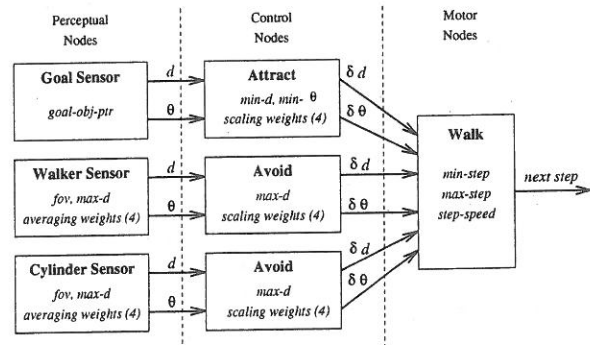 Perceptual Nodes
Control Nodes
Motor Nodes
Goal Sensor
goal-obj-ptr
d
θ
Attract
min-d, min- θ
scaling weights (4)
δ d
δ θ
Walker Sensor
fov, max-d
averaging weights (4)
d
θ
Avoid
max-d
scaling weights (4)
δ d
δ θ
Cylinder Sensor
fov, max-d
averaging weights (4)
d
θ
Avoid
max-d
scaling weights (4)
δ d
δ θ
Walk
min-step
max-step
step-speed
next step